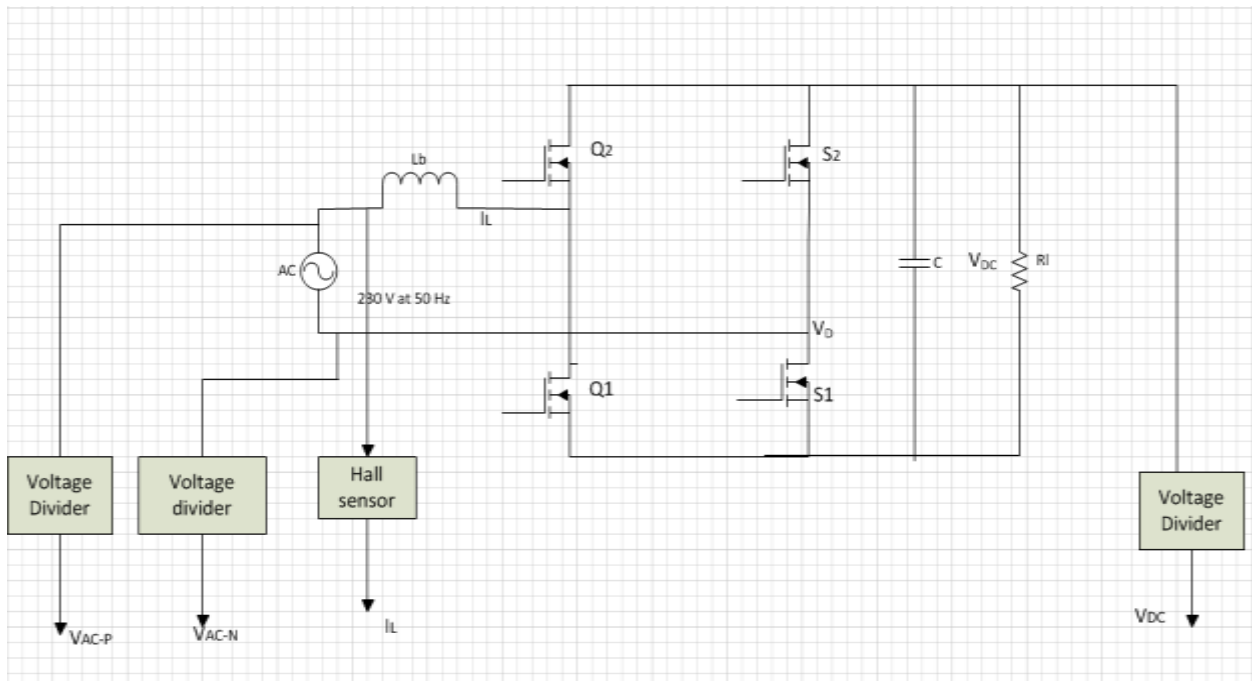 Q2
S2
Lb
IL
AC
230 V at 50 Hz
C
VDC
Rl
VD
Q1
S1
Voltage
Divider
Voltage
divider
Hall
sensor
Voltage
Divider
VAC-P
VAC-N
IL
VDC